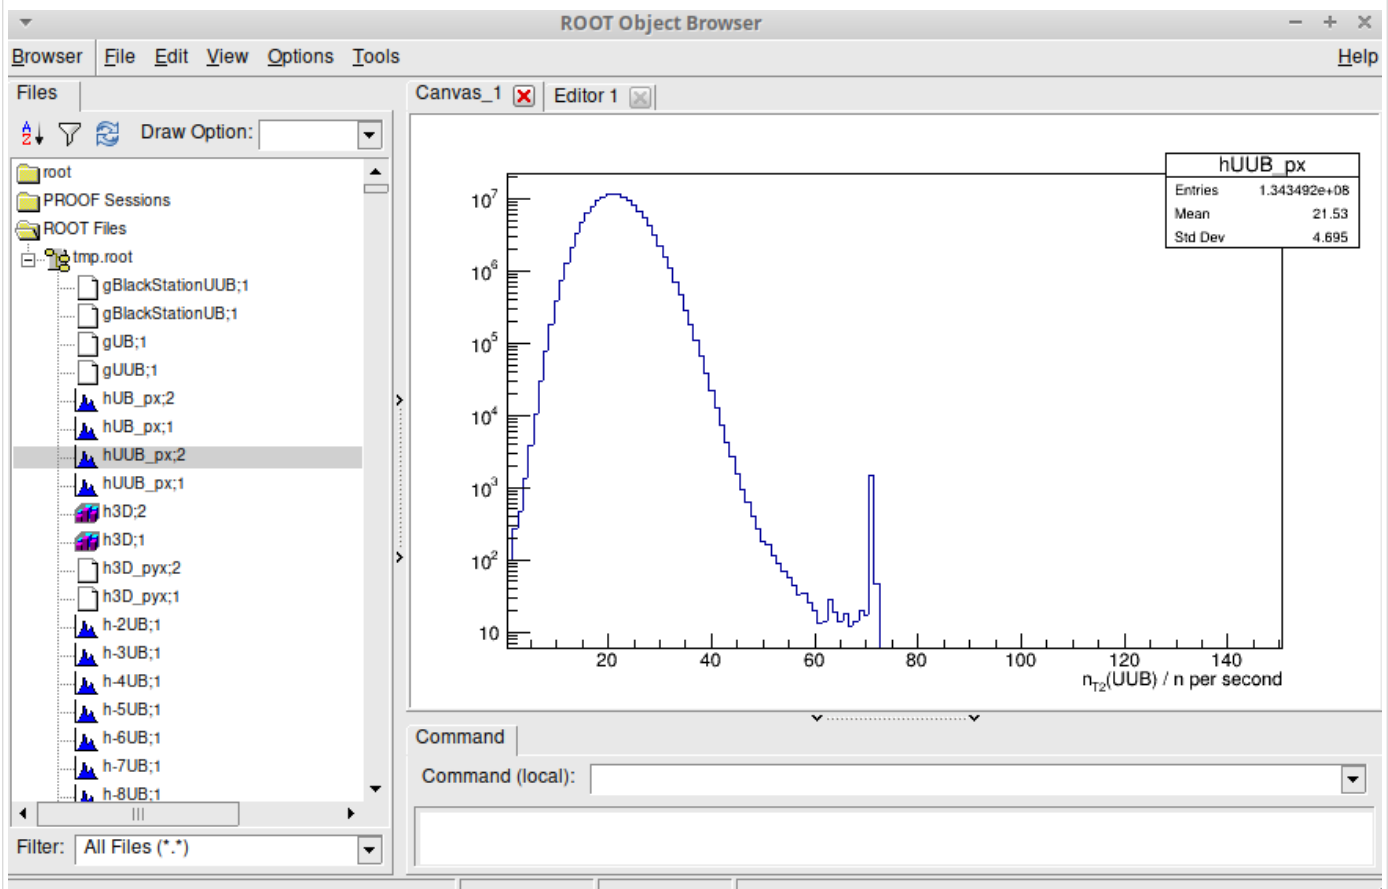 ROOT Object Browser
Browser File Edit View Options Tools Help
Files
Draw Option:
root
PROOF Sessions
ROOT Files
tmp.root
gBlackStationUUB;1
gBlackStationUB;1
gUB;1
gUUB;1
hUB_px;2
hUB_px;1
hUUB_px;2
hUUB_px;1
h3D;2
h3D;1
h3D_pyx;2
h3D_pyx;1
h-2UB;1
h-3UB;1
h-4UB;1
h-5UB;1
h-6UB;1
h-7UB;1
h-8UB;1
Filter: All Files (*.*)
Canvas_1 Editor 1
hUUB_px
Entries 1.343492e+08
Mean 21.53
Std Dev 4.695
10^7
10^6
10^5
10^4
10^3
10^2
10
20 40 60 80 100 120 140
n_T2(UUB) / n per second
Command
Command (local):